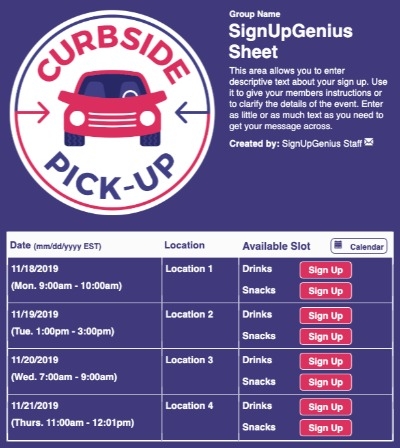 CURBSIDE
PICK-UP
Group Name
SignUpGenius
Sheet
This area allows you to enter
descriptive text about your sign up. Use
it to give your members instructions or
to clarify the details of the event. Enter
as little or as much text as you need to
get your message across.
Created by: SignUpGenius Staff
Date (mm/dd/yyyy EST) Location Available Slot Calendar
11/18/2019 Location 1 Drinks Sign Up
(Mon. 9:00am - 10:00am) Snacks Sign Up
11/19/2019 Location 2 Drinks Sign Up
(Tue. 1:00pm - 3:00pm) Snacks Sign Up
11/20/2019 Location 3 Drinks Sign Up
(Wed. 7:00am - 9:00am) Snacks Sign Up
11/21/2019 Location 4 Drinks Sign Up
(Thurs. 11:00am - 12:01pm) Snacks Sign Up